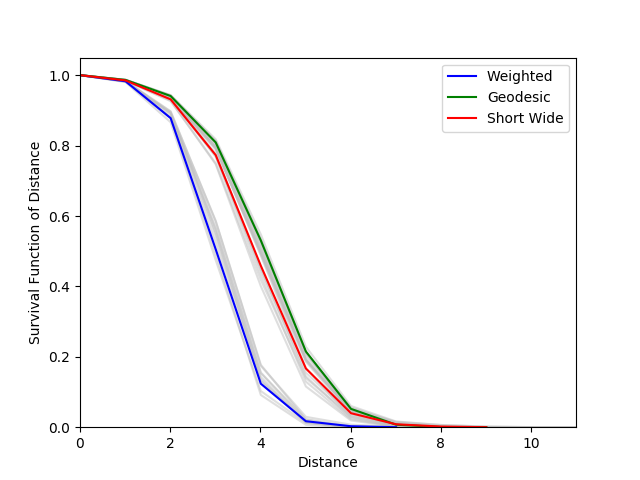 Weighted
Geodesic
Short Wide
Survival Function of Distance
1.0
0.8
0.6
0.4
0.2
0.0
0 2 4 6 8 10
Distance